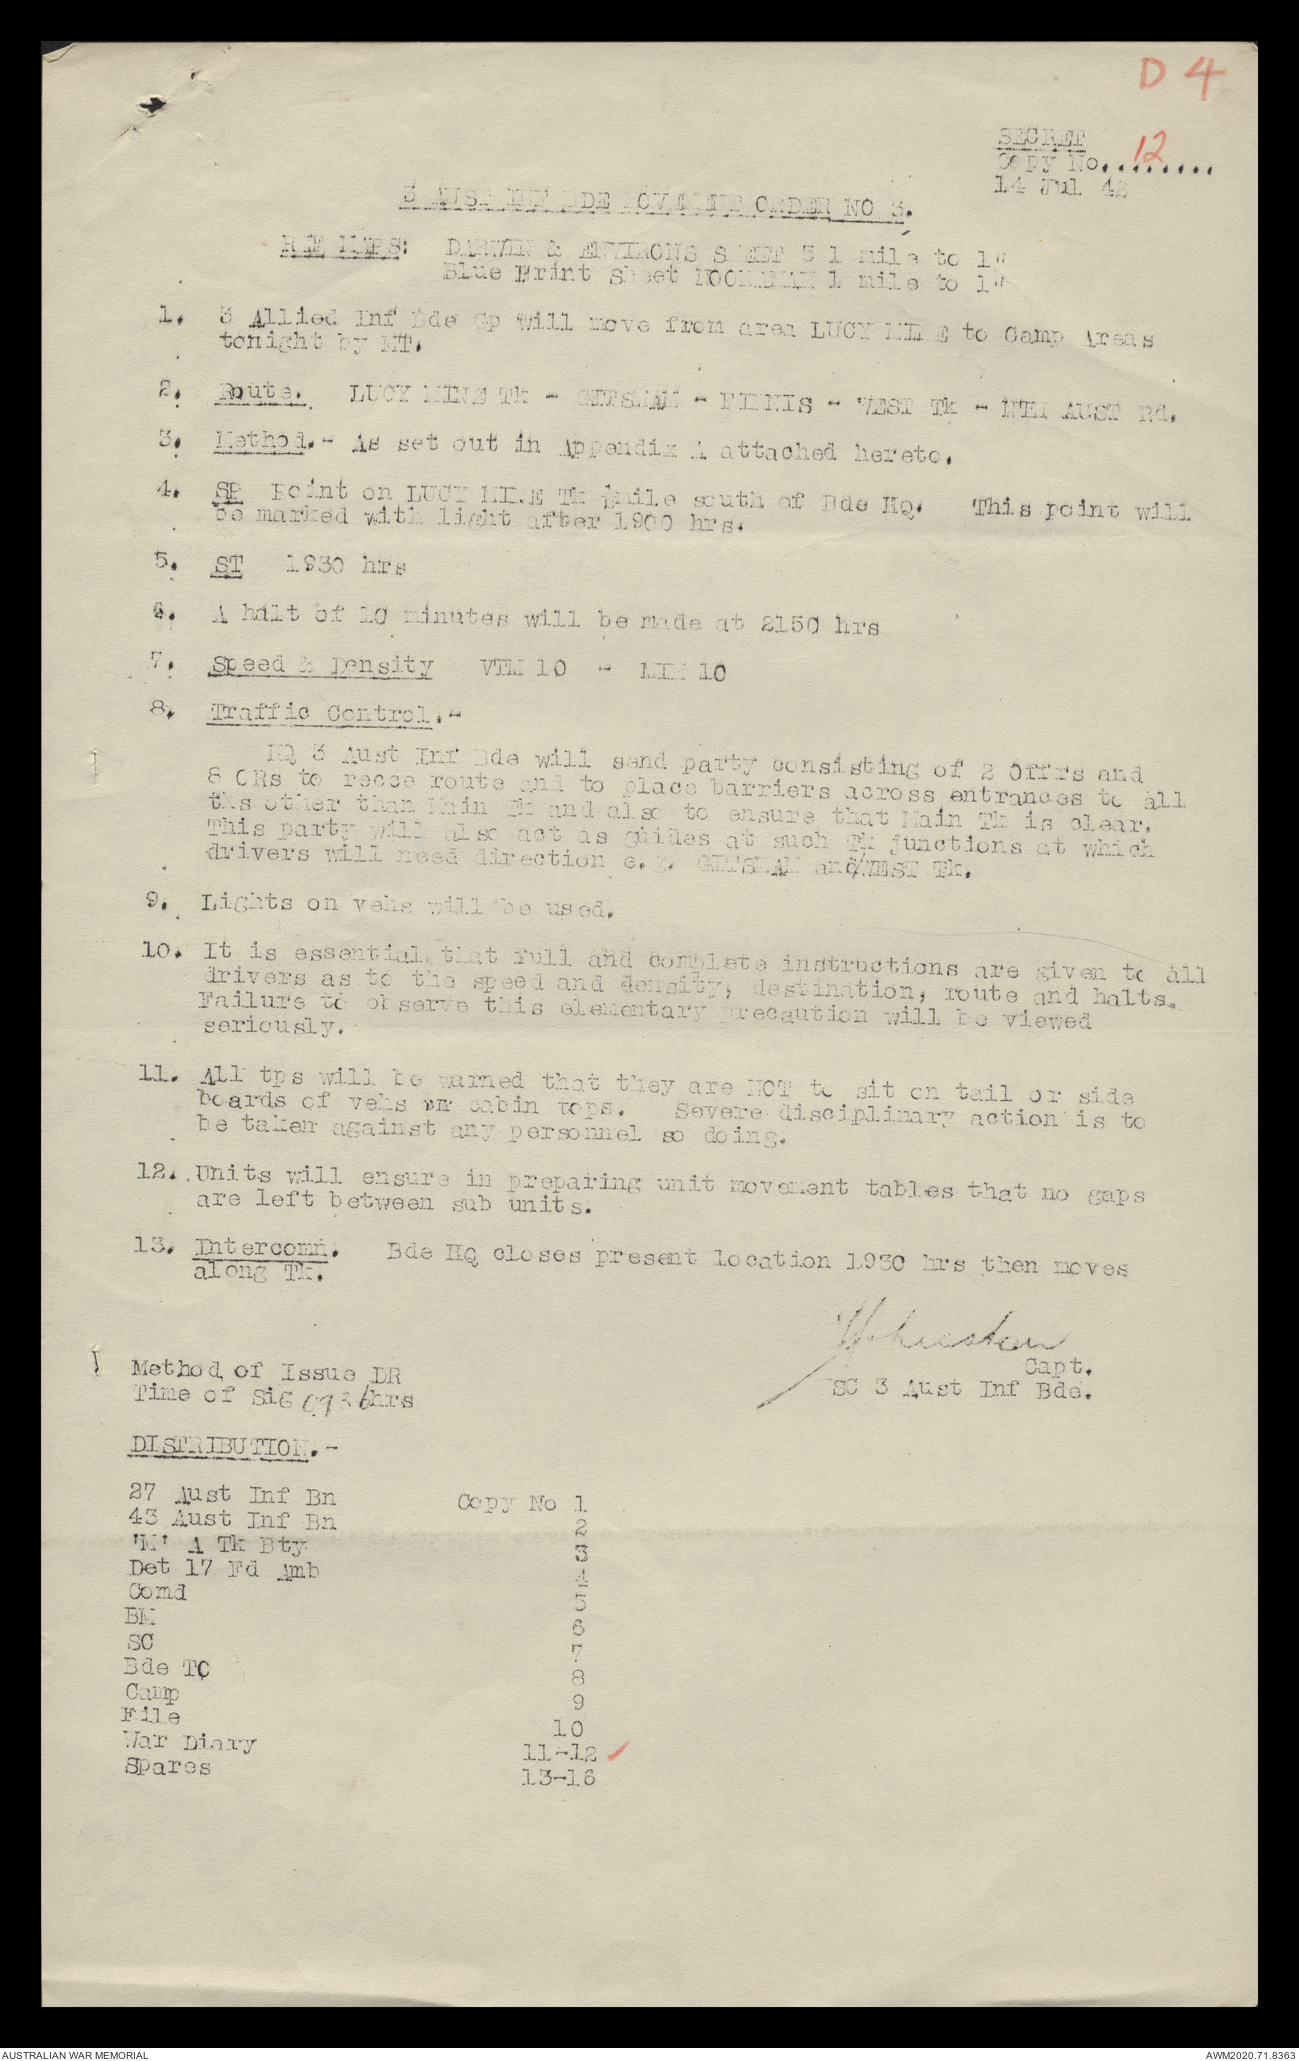 D 4
SECRET
Copy No. 12........
14 Jul 42
3 AUST INF BDE MOVEMENT ORDER NO 3.
REF MAPS: DARWIN & ENVIRONS SHEET 5 1 mile to 1"
Blue Print Sheet NOONAMAH 1 mile to 1"
1. 3 Allied Inf Bde Gp will move from area LUCY MINE to Camp Areas
tonight by MT.
2. Route. LUCY MINE Tk - GITSHAM - FINNIS - WEST Tk - NTH AUST Rd.
3. Method.- As set out in Appendix A attached hereto.
4. SP Point on LUCY MINE Tk ½mile south of Bde HQ. This point will
be marked with light after 1900 hrs.
5. ST 1930 hrs
6. A halt of 10 minutes will be made at 2150 hrs
7. Speed & Density VTM 10 - MIH 10
8. Traffic Control.-
HQ 3 Aust Inf Bde will send party consisting of 2 Offrs and
8 ORs to recce route and to place barriers across entrances to all
tks other than Main Tk and also to ensure that Main Tk is clear.
This party will also act as guides at such Tk junctions at which
drivers will need direction e.g. GITSHAM and/WEST Tk.
9. Lights on vehs will be used.
10. It is essential that full and complete instructions are given to all
drivers as to the speed and density, destination, route and halts.
Failure to observe this elementary precaution will be viewed
seriously.
11. All tps will be warned that they are NOT to sit on tail or side
boards of vehs or cabin tops. Severe disciplinary action is to
be taken against any personnel so doing.
12. Units will ensure in preparing unit movement tables that no gaps
are left between sub units.
13. Intercomn. Bde HQ closes present location 1930 hrs then moves
along Tk.
Capt.
SC 3 Aust Inf Bde.
Method of Issue DR
Time of Sig 0936hrs
DISTRIBUTION.-
27 Aust Inf Bn Copy No 1
43 Aust Inf Bn 2
'M' A Tk Bty 3
Det 17 Fd Amb 4
Comd 5
BM 6
SC 7
Bde TO 8
Camp 9
File 10
War Diary 11-12 ✓
Spares 13-16
AUSTRALIAN WAR MEMORIAL AWM2020.71.8363